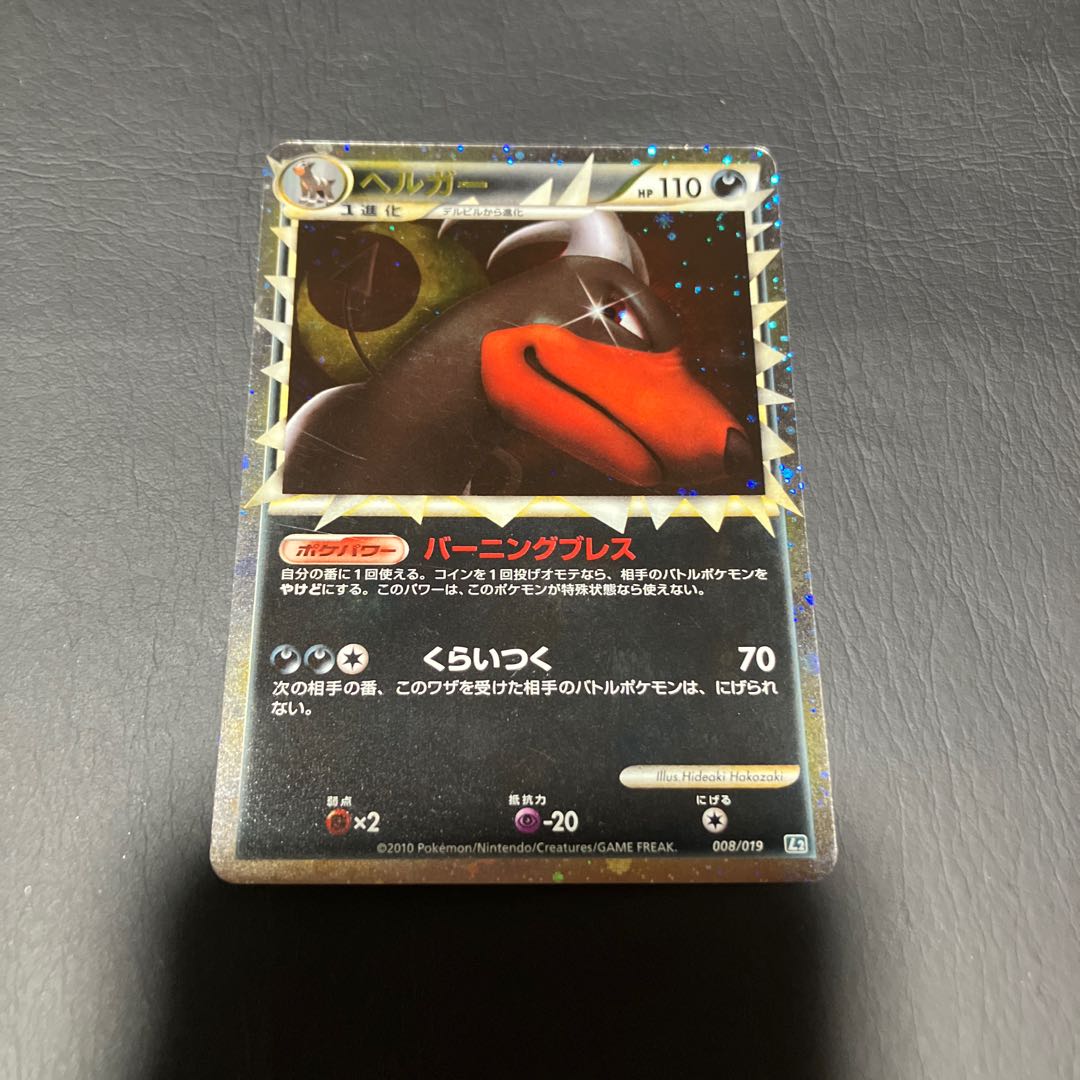 ヘルガー
HP 110
1進化
デルビルから進化
ポケパワー バーニングブレス
自分の番に1回使える。コインを1回投げオモテなら、相手のバトルポケモンを
やけどにする。このパワーは、このポケモンが特殊状態なら使えない。
くらいつく 70
次の相手の番、このワザを受けた相手のバトルポケモンは、にげられ
ない。
Illus. Hideaki Hakozaki
弱点 抵抗力 にげる
×2 -20
©2010 Pokémon/Nintendo/Creatures/GAME FREAK. 008/019 L2